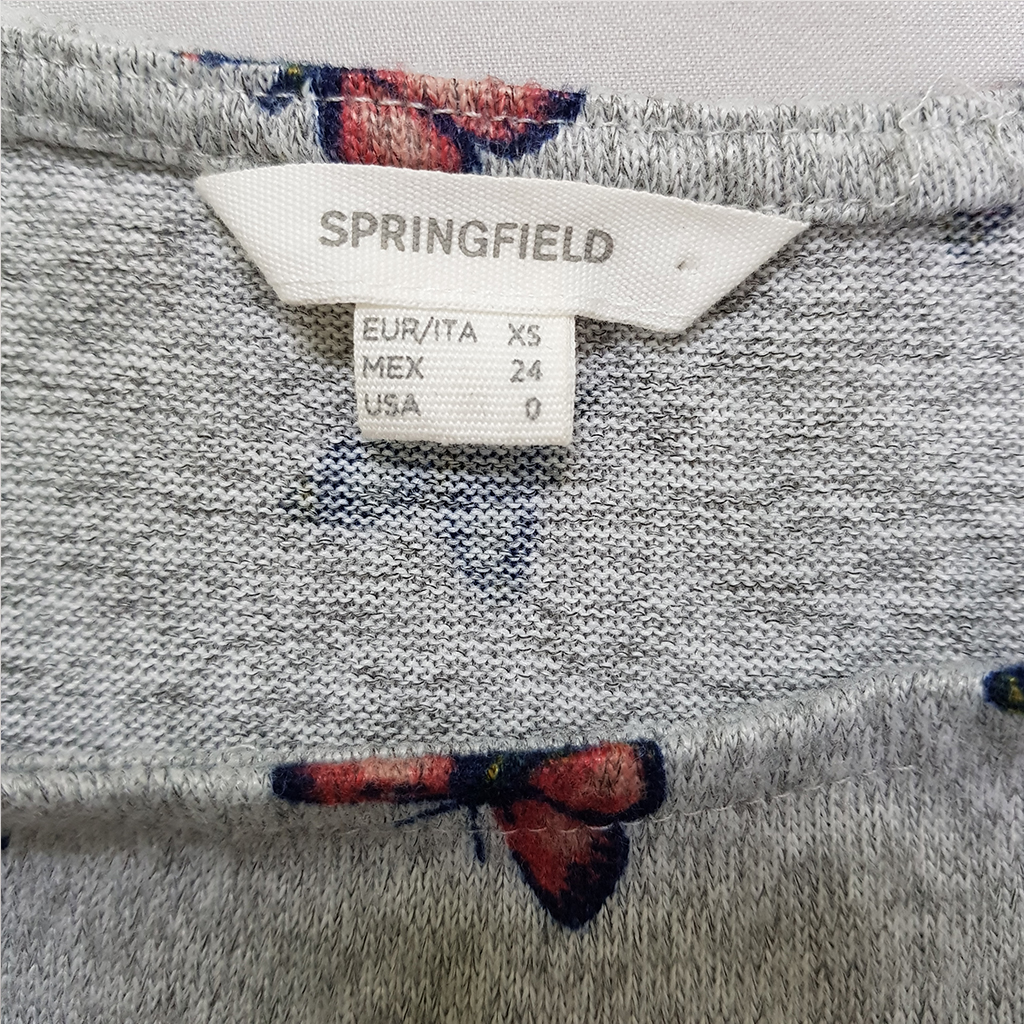 SPRINGFIELD
EUR/ITA XS
MEX 24
USA 0